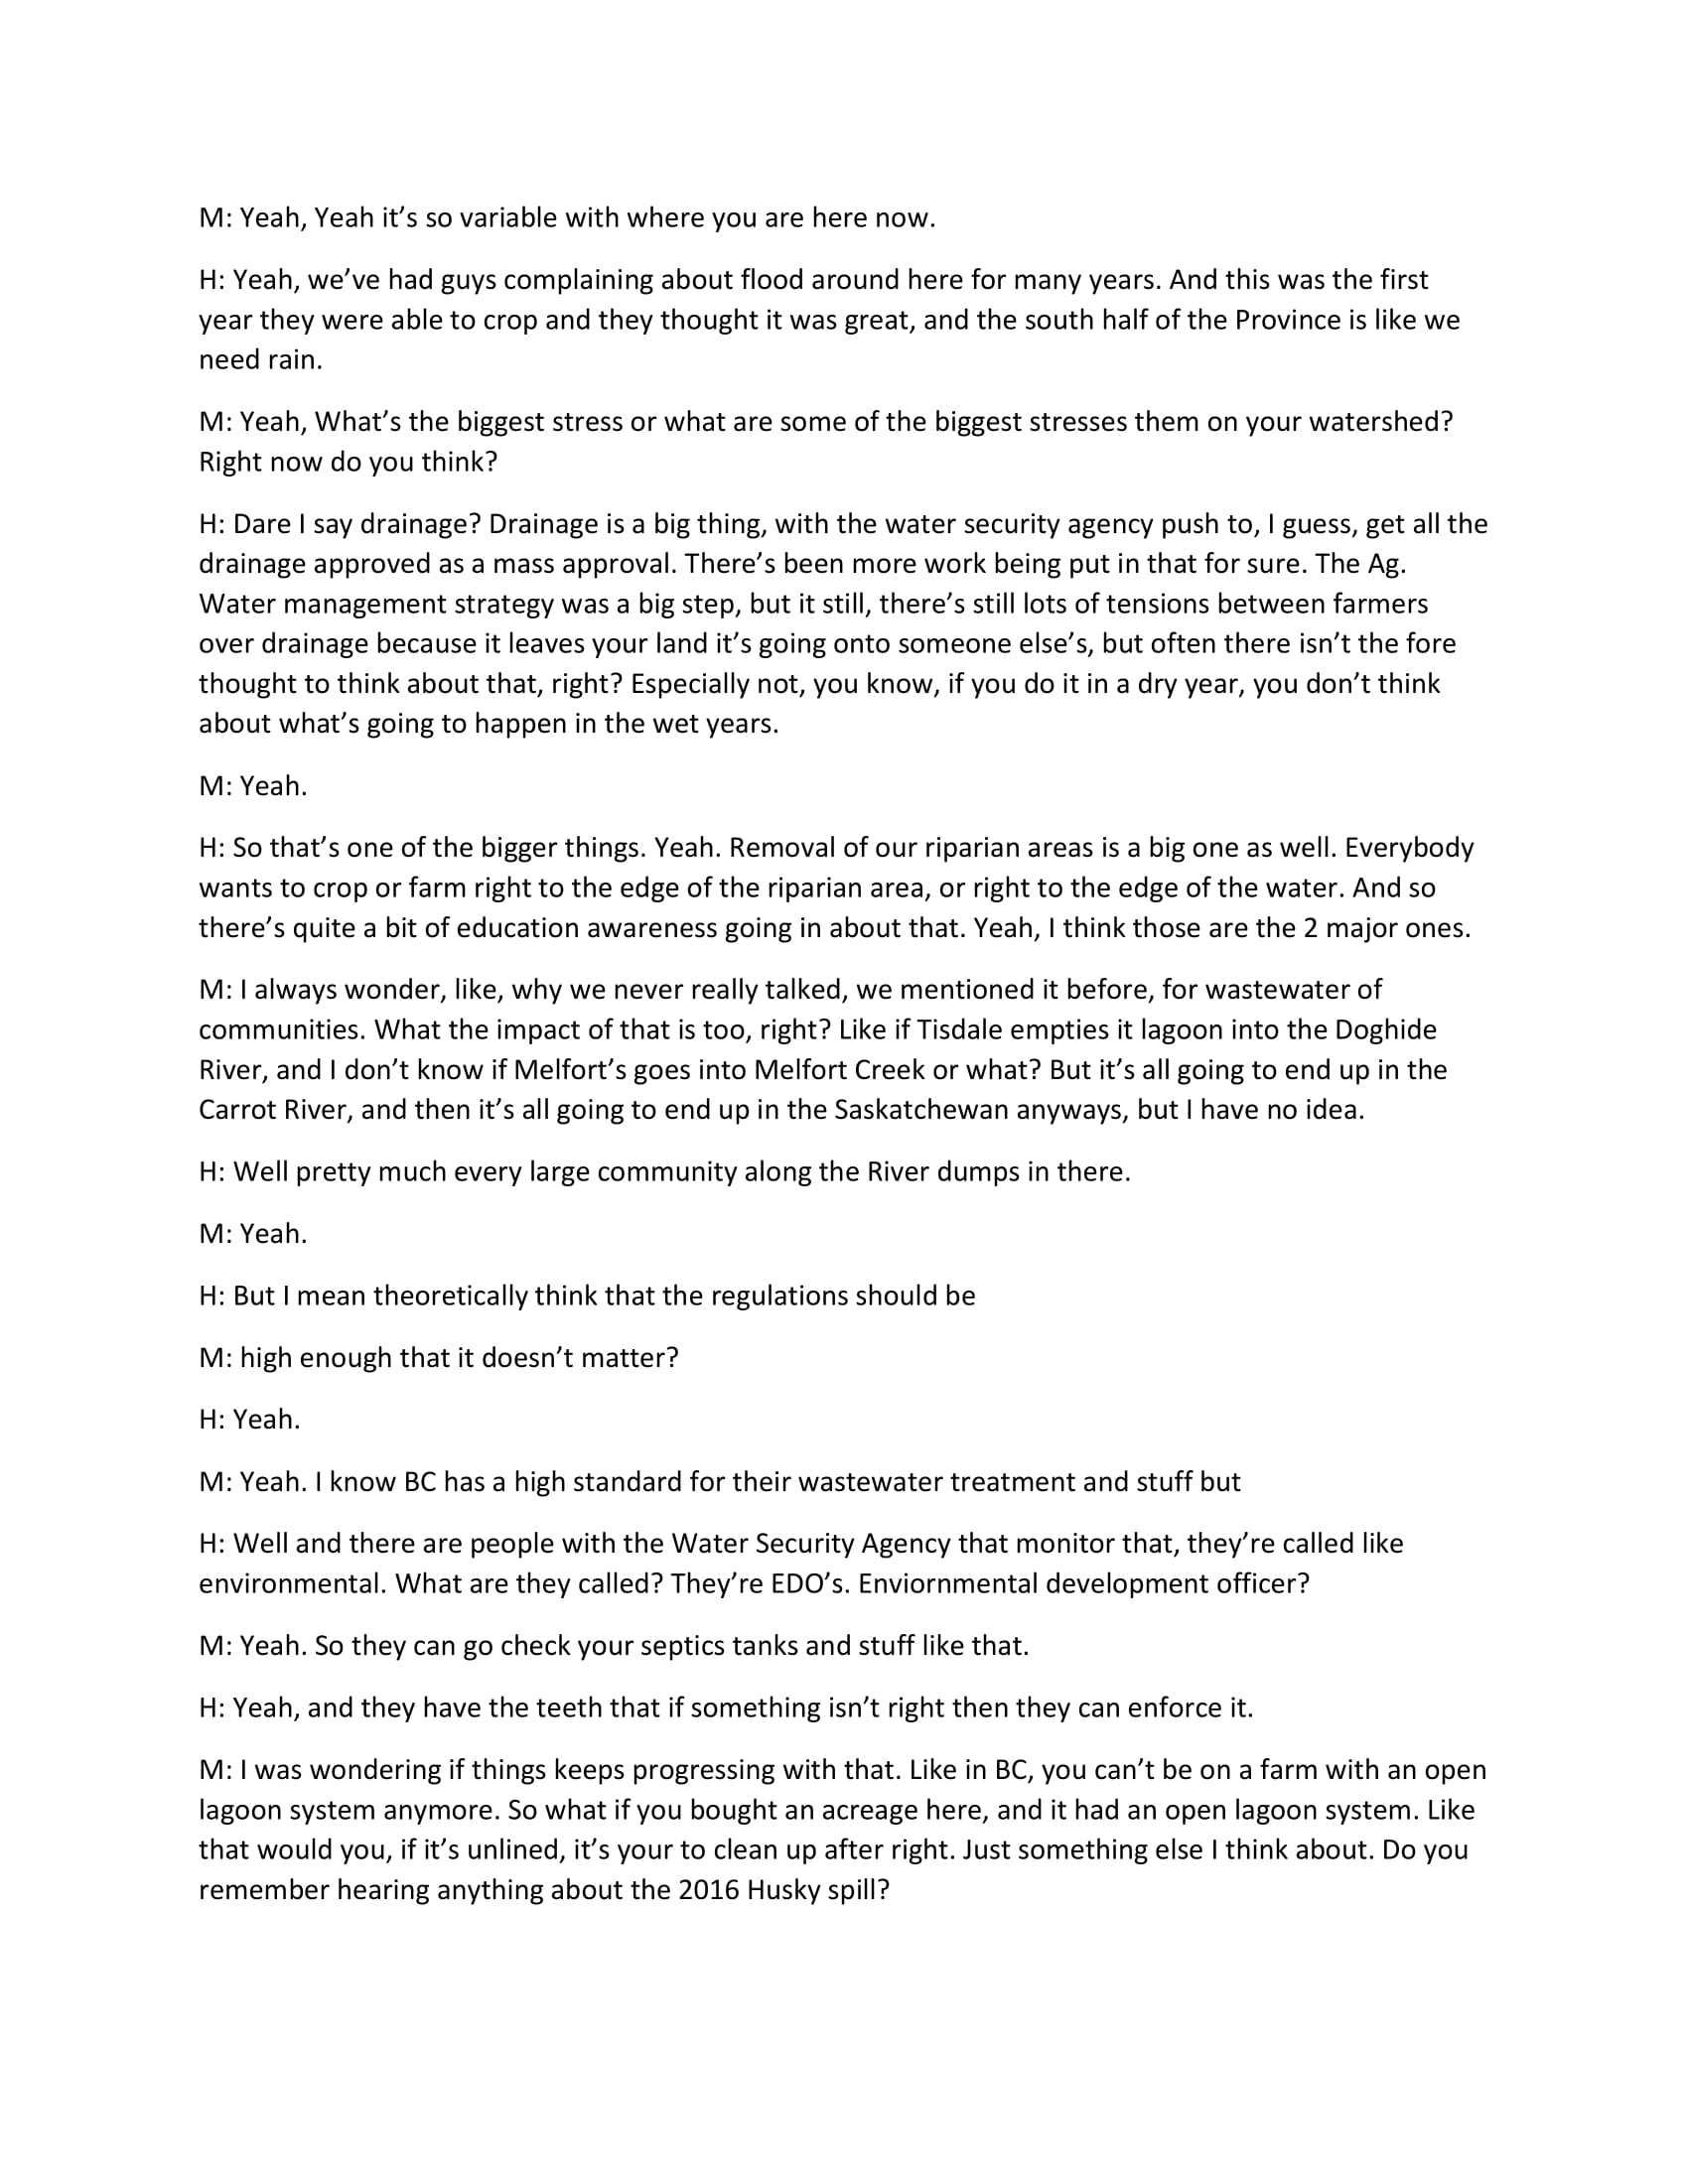 M: Yeah, Yeah it’s so variable with where you are here now.
H: Yeah, we’ve had guys complaining about flood around here for many years. And this was the first
year they were able to crop and they thought it was great, and the south half of the Province is like we
need rain.
M: Yeah, What’s the biggest stress or what are some of the biggest stresses them on your watershed?
Right now do you think?
H: Dare I say drainage? Drainage is a big thing, with the water security agency push to, I guess, get all the
drainage approved as a mass approval. There’s been more work being put in that for sure. The Ag.
Water management strategy was a big step, but it still, there’s still lots of tensions between farmers
over drainage because it leaves your land it’s going onto someone else’s, but often there isn’t the fore
thought to think about that, right? Especially not, you know, if you do it in a dry year, you don’t think
about what’s going to happen in the wet years.
M: Yeah.
H: So that’s one of the bigger things. Yeah. Removal of our riparian areas is a big one as well. Everybody
wants to crop or farm right to the edge of the riparian area, or right to the edge of the water. And so
there’s quite a bit of education awareness going in about that. Yeah, I think those are the 2 major ones.
M: I always wonder, like, why we never really talked, we mentioned it before, for wastewater of
communities. What the impact of that is too, right? Like if Tisdale empties it lagoon into the Doghide
River, and I don’t know if Melfort’s goes into Melfort Creek or what? But it’s all going to end up in the
Carrot River, and then it’s all going to end up in the Saskatchewan anyways, but I have no idea.
H: Well pretty much every large community along the River dumps in there.
M: Yeah.
H: But I mean theoretically think that the regulations should be
M: high enough that it doesn’t matter?
H: Yeah.
M: Yeah. I know BC has a high standard for their wastewater treatment and stuff but
H: Well and there are people with the Water Security Agency that monitor that, they’re called like
environmental. What are they called? They’re EDO’s. Enviornmental development officer?
M: Yeah. So they can go check your septics tanks and stuff like that.
H: Yeah, and they have the teeth that if something isn’t right then they can enforce it.
M: I was wondering if things keeps progressing with that. Like in BC, you can’t be on a farm with an open
lagoon system anymore. So what if you bought an acreage here, and it had an open lagoon system. Like
that would you, if it’s unlined, it’s your to clean up after right. Just something else I think about. Do you
remember hearing anything about the 2016 Husky spill?